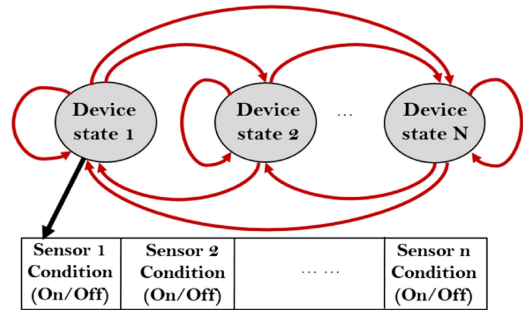 Device
state 1
Device
state 2
...
Device
state N
Sensor 1
Condition
(On/Off)
Sensor 2
Condition
(On/Off)
... ...
Sensor n
Condition
(On/Off)